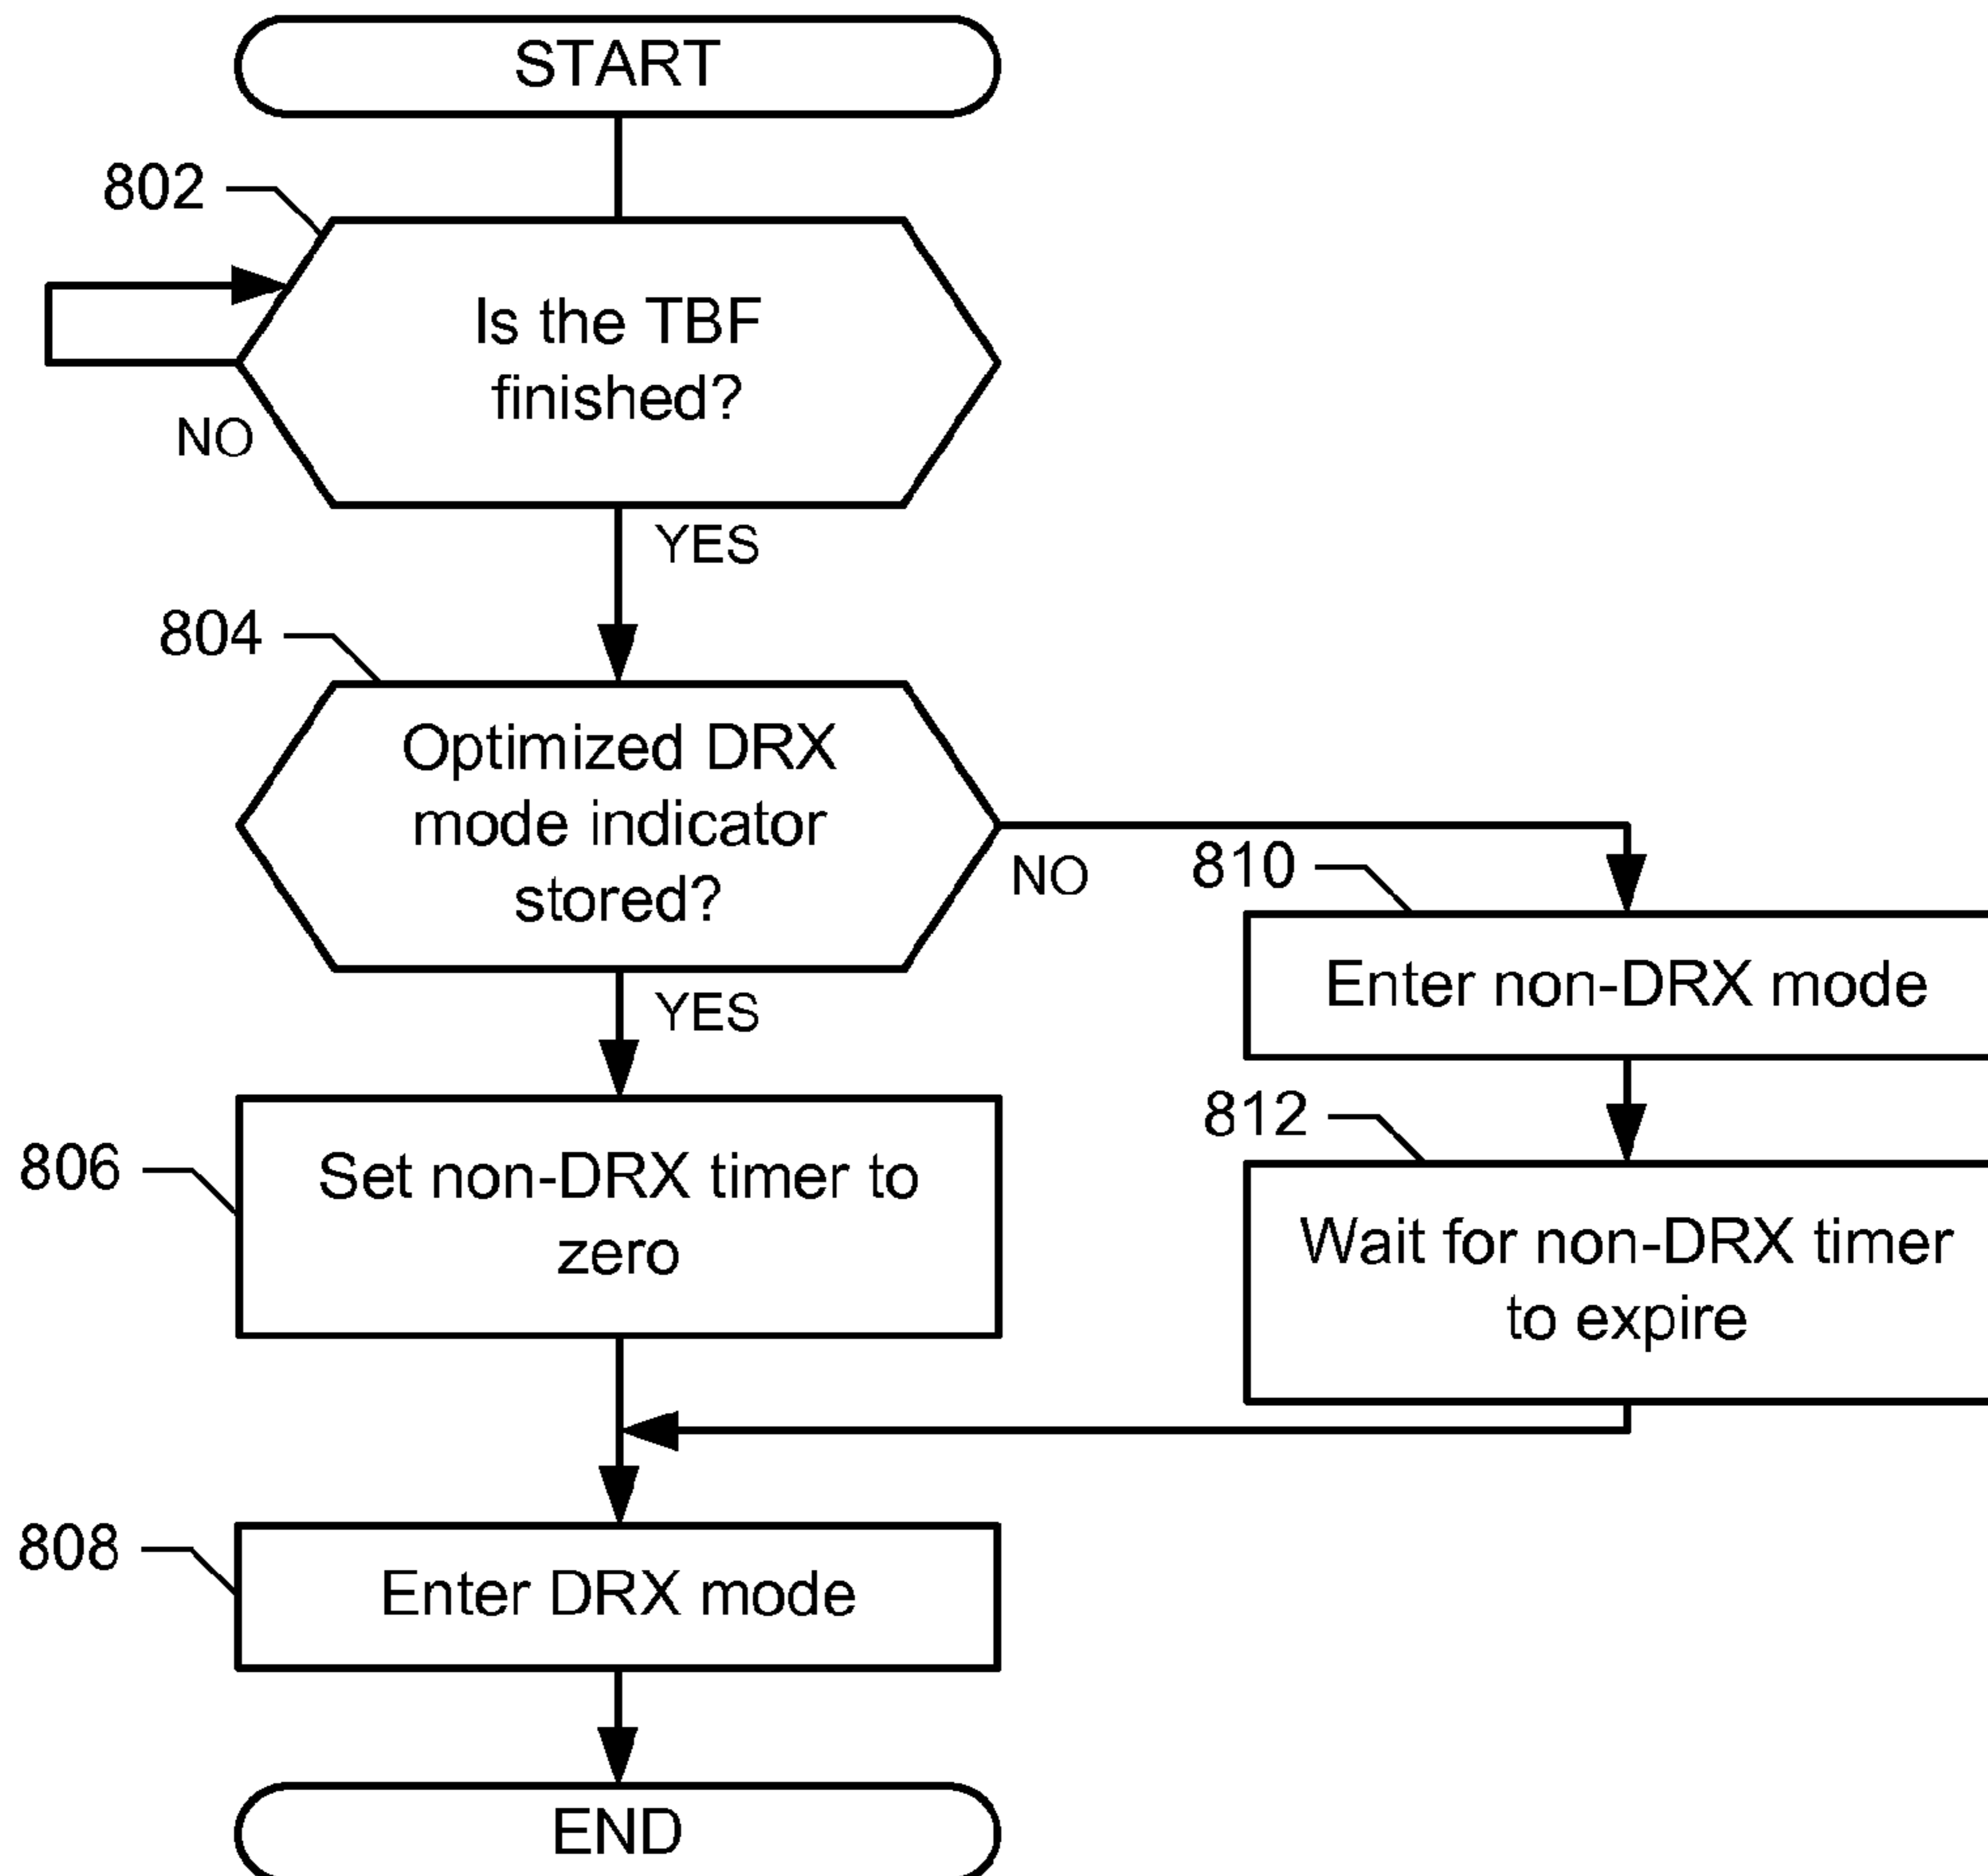 START
802
Is the TBF
finished?
NO
YES
804
Optimized DRX
mode indicator
stored?
NO
YES
810
Enter non-DRX mode
812
Wait for non-DRX timer
to expire
806
Set non-DRX timer to
zero
808
Enter DRX mode
END